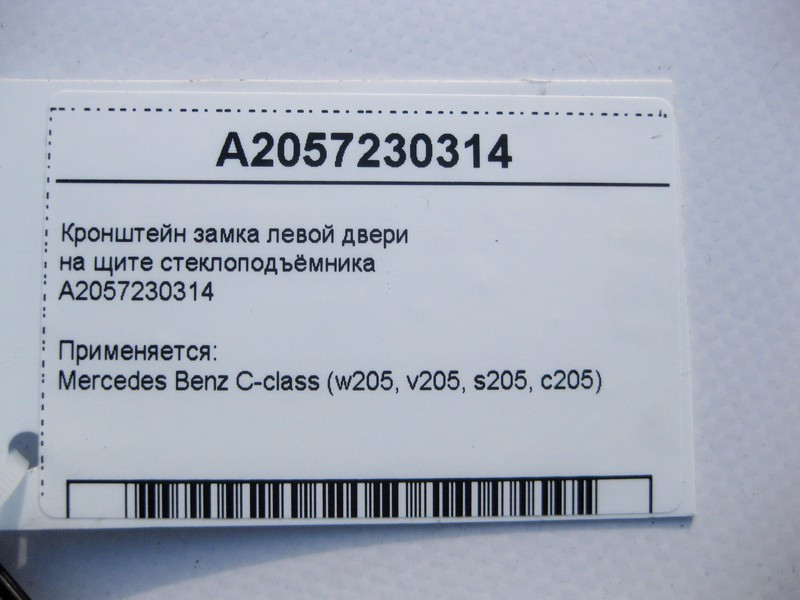 A2057230314
Кронштейн замка левой двери
на щите стеклоподъёмника
A2057230314
Применяется:
Mercedes Benz C-class (w205, v205, s205, c205)